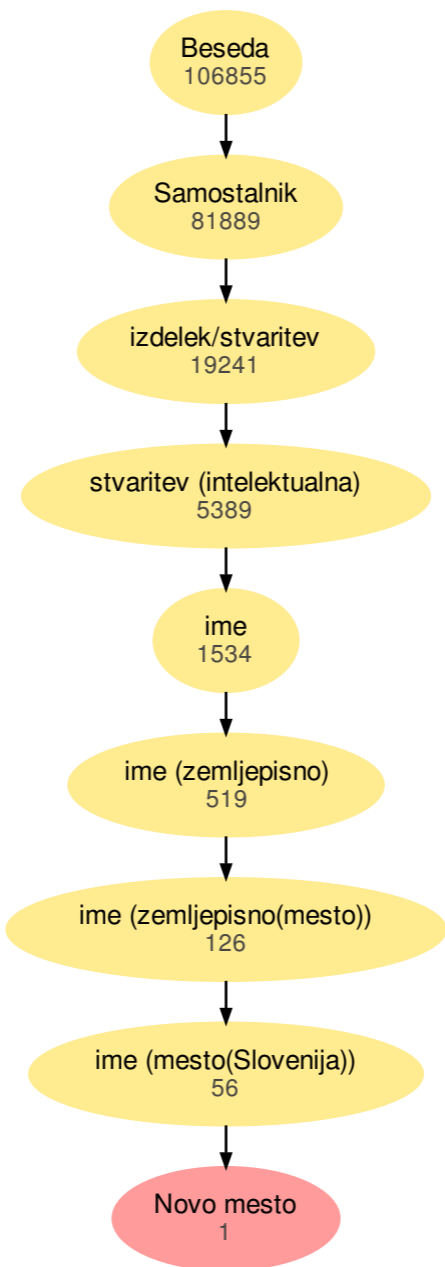 Beseda
106855
Samostalnik
81889
izdelek/stvaritev
19241
stvaritev (intelektualna)
5389
ime
1534
ime (zemljepisno)
519
ime (zemljepisno(mesto))
126
ime (mesto(Slovenija))
56
Novo mesto
1